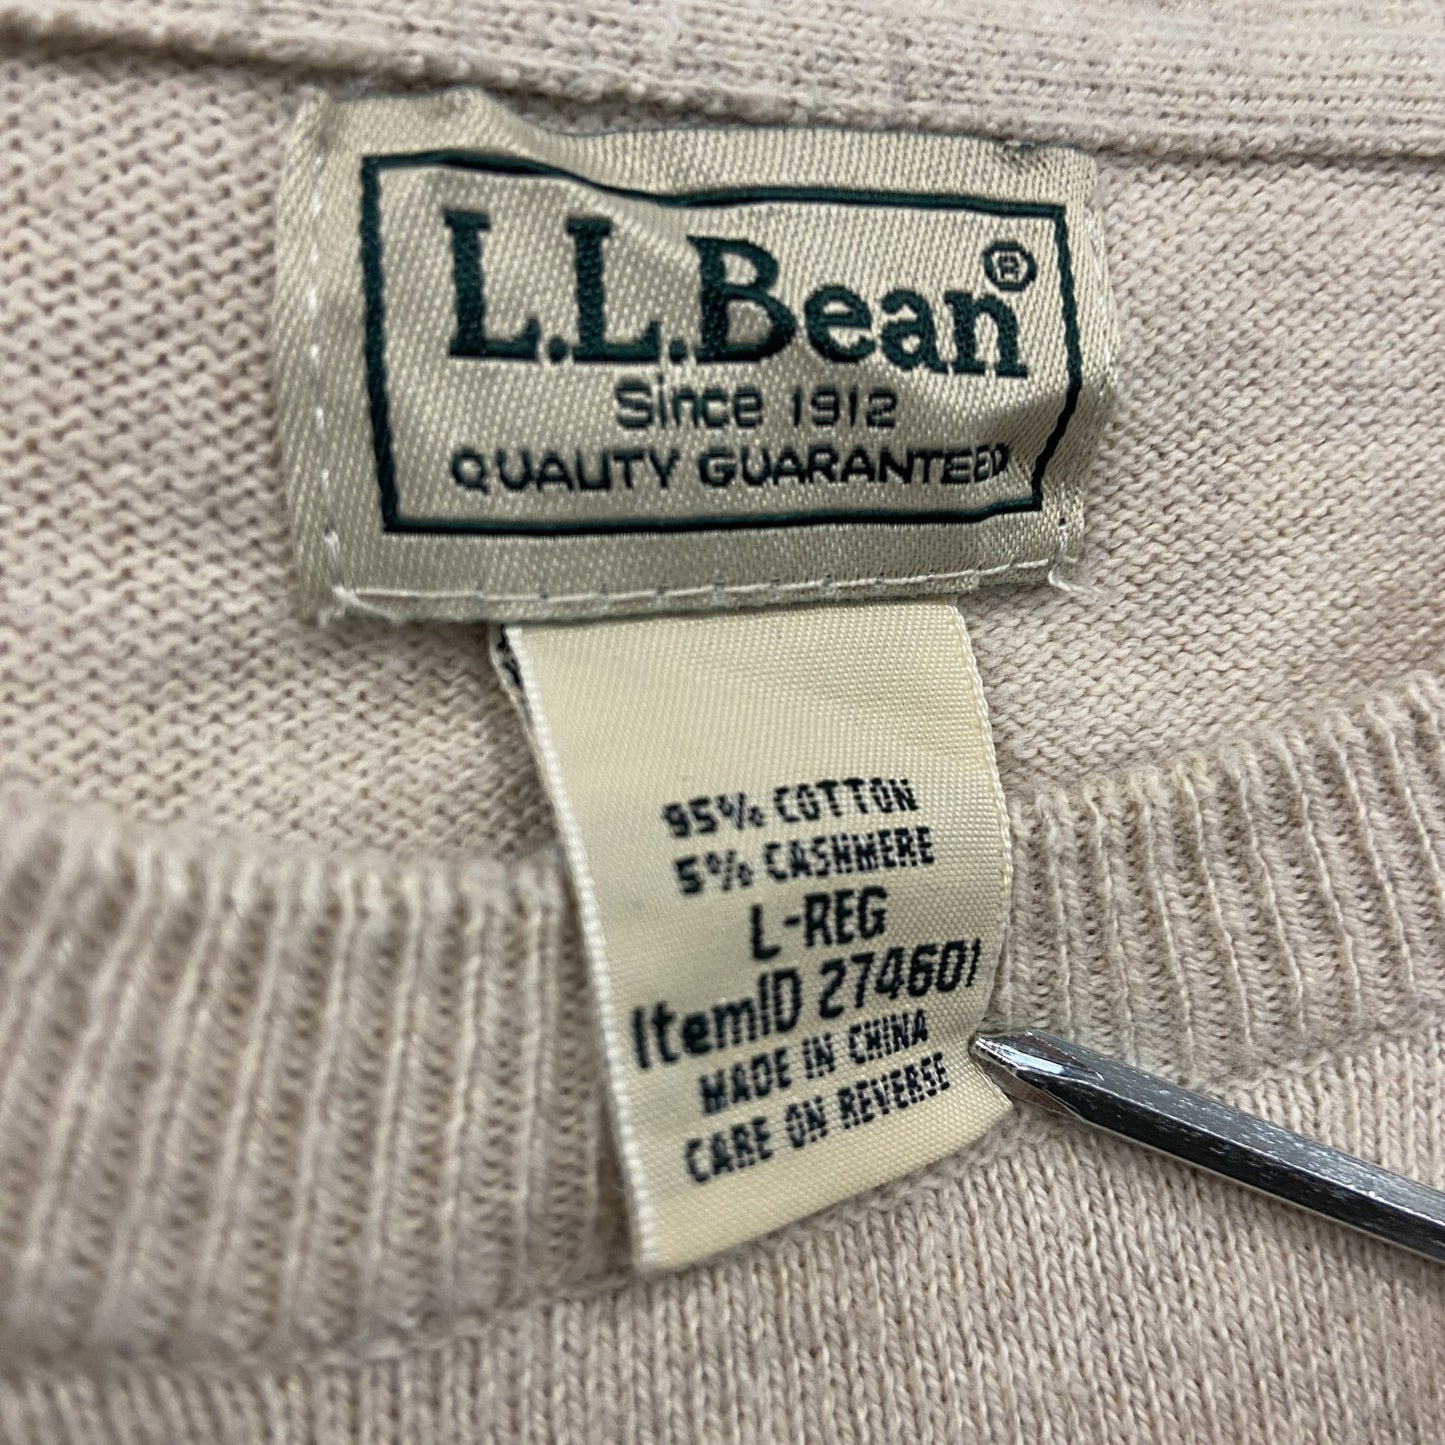 L.L.Bean®
Since 1912
QUALITY GUARANTEED
95% COTTON
5% CASHMERE
L-REG
ItemID 274601
MADE IN CHINA
CARE ON REVERSE